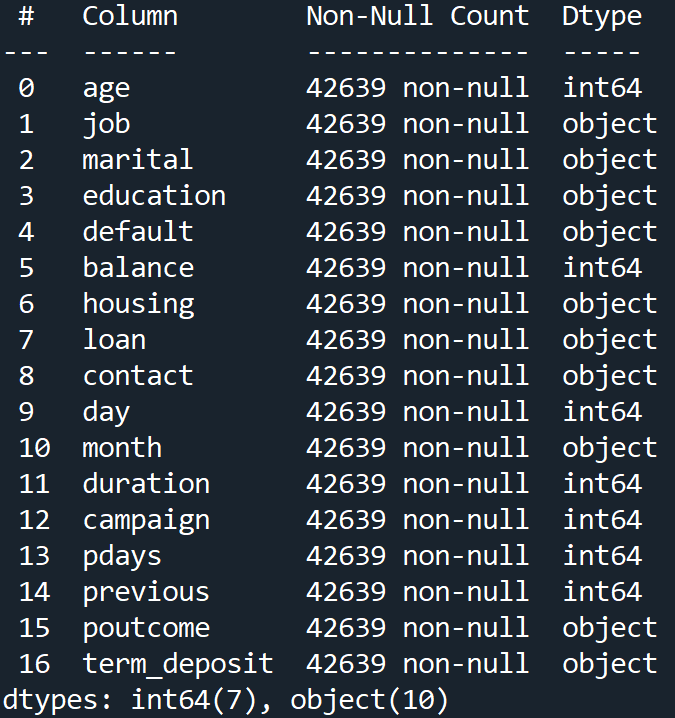 #   Column         Non-Null Count  Dtype
---  ------         --------------  -----
 0   age            42639 non-null  int64
 1   job            42639 non-null  object
 2   marital        42639 non-null  object
 3   education      42639 non-null  object
 4   default        42639 non-null  object
 5   balance        42639 non-null  int64
 6   housing        42639 non-null  object
 7   loan           42639 non-null  object
 8   contact        42639 non-null  object
 9   day            42639 non-null  int64
 10  month          42639 non-null  object
 11  duration       42639 non-null  int64
 12  campaign       42639 non-null  int64
 13  pdays          42639 non-null  int64
 14  previous       42639 non-null  int64
 15  poutcome       42639 non-null  object
 16  term_deposit   42639 non-null  object
dtypes: int64(7), object(10)